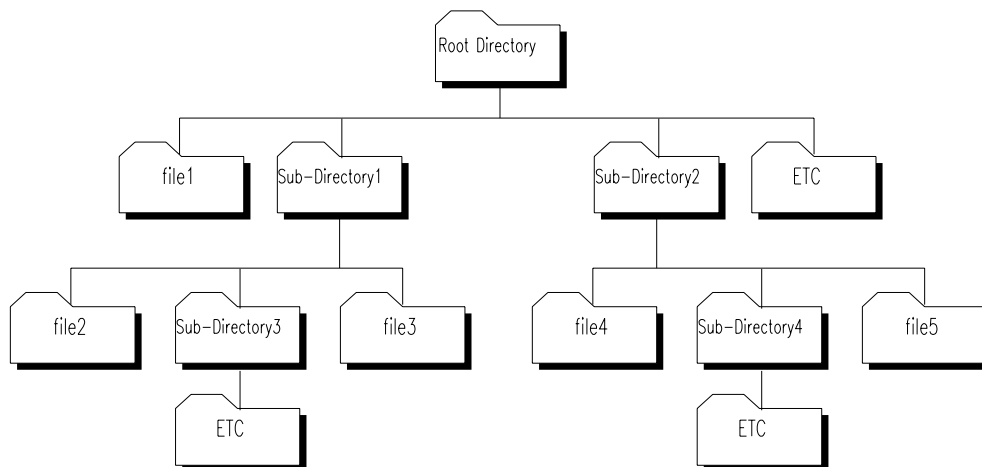 Root Directory
file1
Sub-Directory1
Sub-Directory2
ETC
file2
Sub-Directory3
file3
file4
Sub-Directory4
file5
ETC
ETC